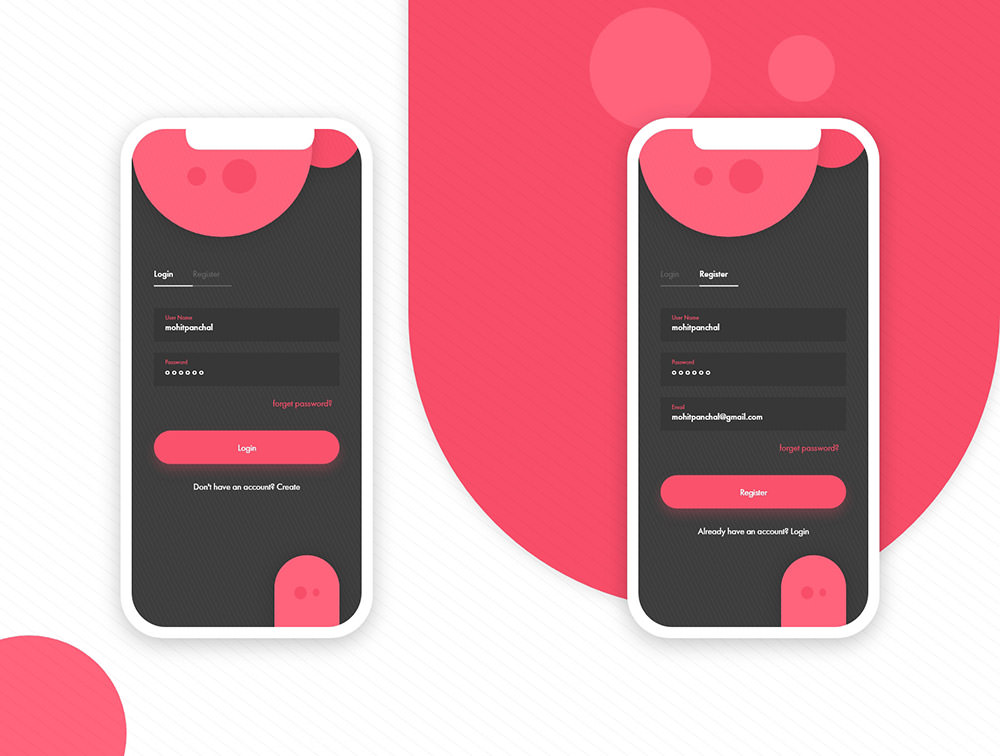 Login Register
User Name
mohitpanchal
Password
forget password?
Login
Don't have an account? Create
Login Register
User Name
mohitpanchal
Password
Email
mohitpanchal@gmail.com
forget password?
Register
Already have an account? Login